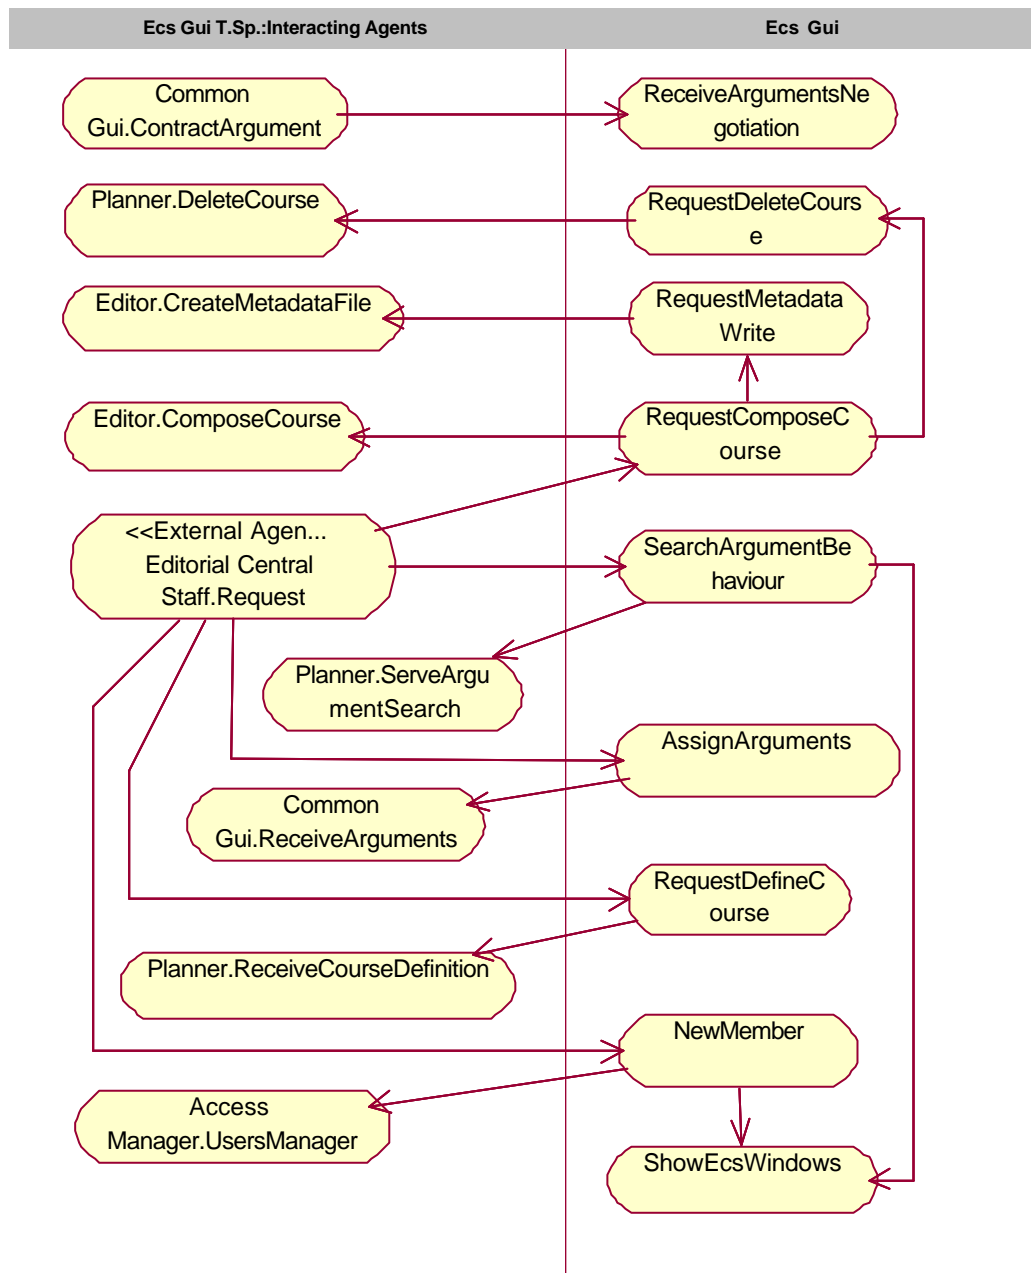 Ecs Gui T.Sp.:Interacting Agents
Ecs Gui
Common
Gui.ContractArgument
ReceiveArgumentsNe
gotiation
Planner.DeleteCourse
RequestDeleteCours
e
Editor.CreateMetadataFile
RequestMetadata
Write
Editor.ComposeCourse
RequestComposeC
ourse
<<External Agen...
Editorial Central
Staff.Request
SearchArgumentBe
haviour
Planner.ServeArgu
mentSearch
AssignArguments
Common
Gui.ReceiveArguments
RequestDefineC
ourse
Planner.ReceiveCourseDefinition
NewMember
Access
Manager.UsersManager
ShowEcsWindows